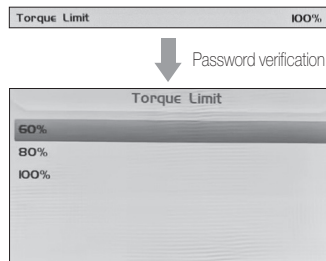 Torque Limit 100%
Password verification
Torque Limit
60%
80%
100%